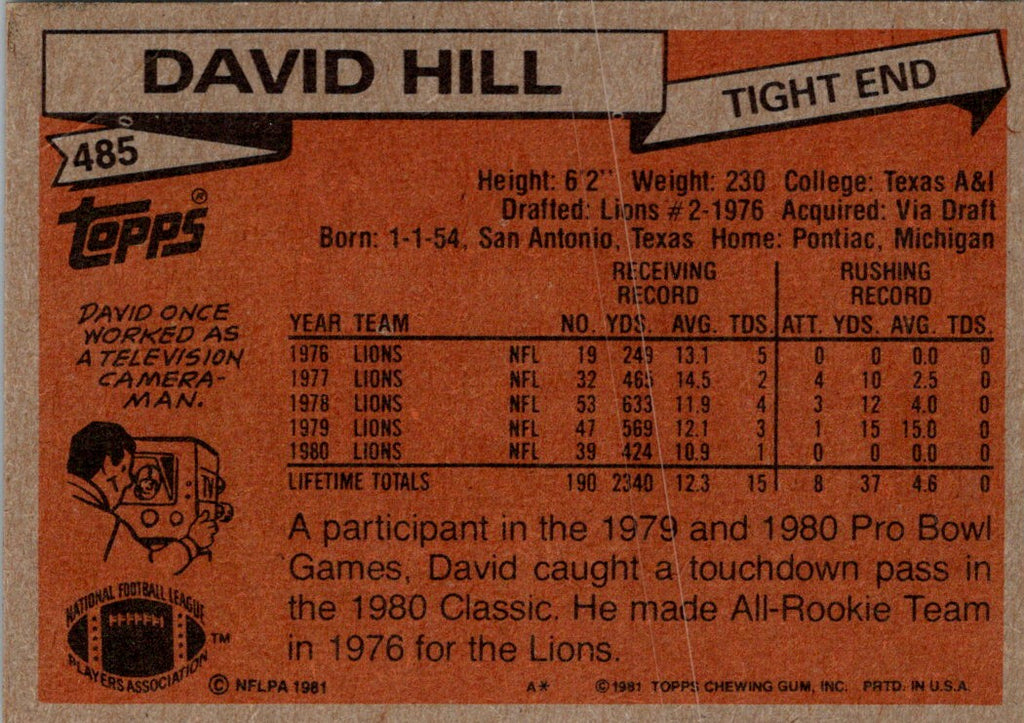 DAVID HILL
TIGHT END
485
TOPPS®
Height: 6'2" Weight: 230 College: Texas A&I
Drafted: Lions #2-1976 Acquired: Via Draft
Born: 1-1-54, San Antonio, Texas Home: Pontiac, Michigan
DAVID ONCE
WORKED AS
A TELEVISION
CAMERA-
MAN.
TV
RECEIVING RUSHING
RECORD RECORD
YEAR TEAM NO. YDS. AVG. TDS. ATT. YDS. AVG. TDS.
1976 LIONS NFL 19 249 13.1 5 0 0 0.0 0
1977 LIONS NFL 32 465 14.5 2 4 10 2.5 0
1978 LIONS NFL 53 633 11.9 4 3 12 4.0 0
1979 LIONS NFL 47 569 12.1 3 1 15 15.0 0
1980 LIONS NFL 39 424 10.9 1 0 0 0.0 0
LIFETIME TOTALS 190 2340 12.3 15 8 37 4.6 0
A participant in the 1979 and 1980 Pro Bowl
Games, David caught a touchdown pass in
the 1980 Classic. He made All-Rookie Team
in 1976 for the Lions.
NATIONAL FOOTBALL LEAGUE
PLAYERS ASSOCIATION
TM
© NFLPA 1981 A* ©1981 TOPPS CHEWING GUM, INC. PRTD. IN U.S.A.